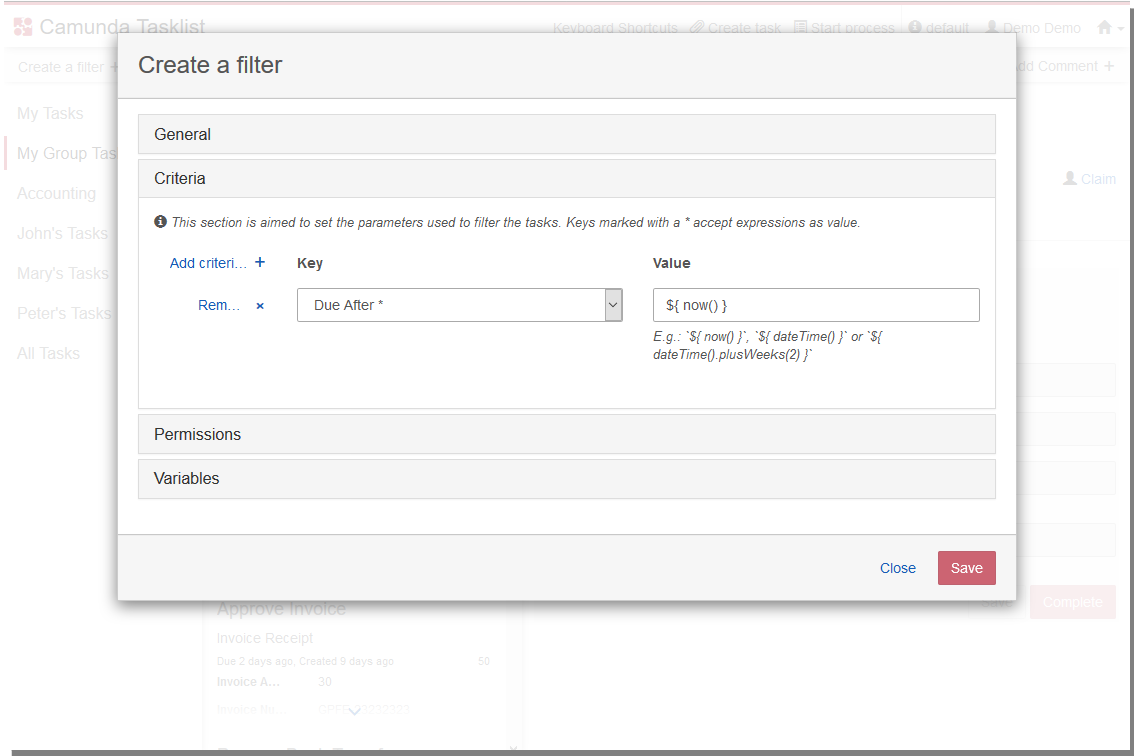 Camunda Tasklist
Keyboard Shortcuts Create task Start process default Demo Demo
Create a filter +
Add Comment +
My Tasks
My Group Tas
Accounting
John's Tasks
Mary's Tasks
Peter's Tasks
All Tasks
Claim
Create a filter
General
Criteria
This section is aimed to set the parameters used to filter the tasks. Keys marked with a * accept expressions as value.
Add criteri... + Key Value
Rem... × Due After * ${ now() }
E.g.: `${ now() }`, `${ dateTime() }` or `${
dateTime().plusWeeks(2) }`
Permissions
Variables
Close Save
Complete
Approve Invoice
Invoice Receipt
Due 2 days ago, Created 9 days ago 50
Invoice A... 30
Invoice Nu...